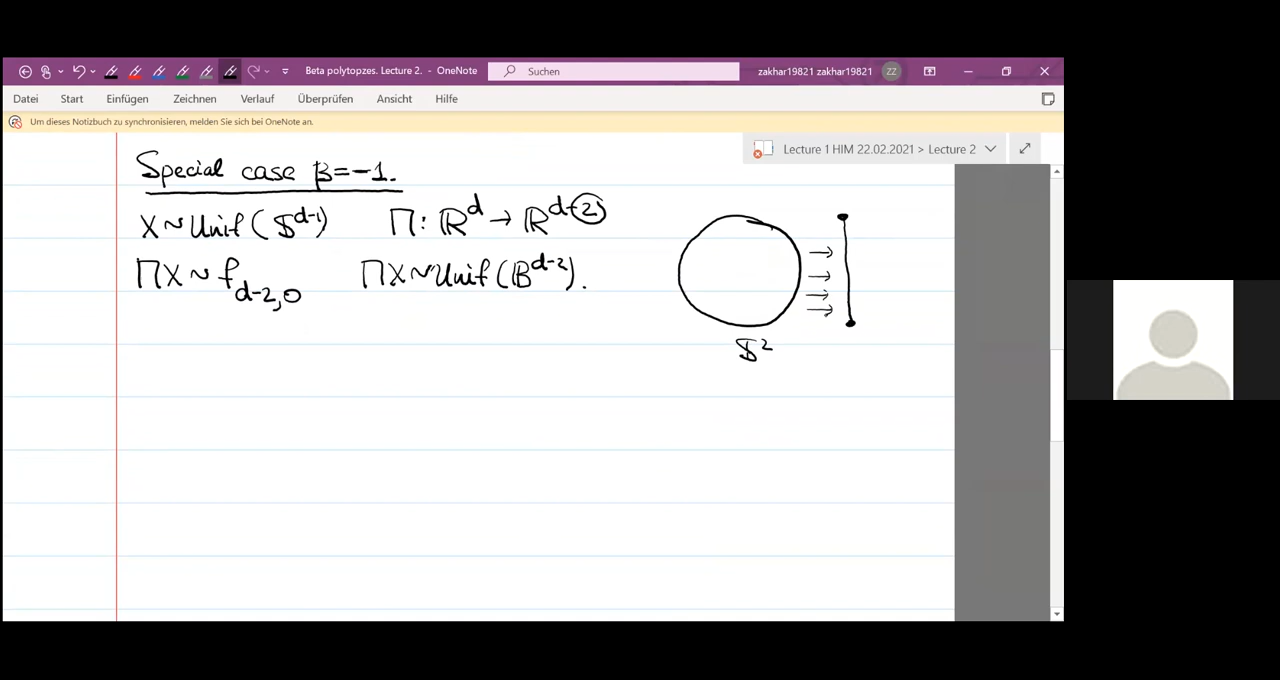 Beta polytopzes. Lecture 2. - OneNote
Suchen
zakhar19821 zakhar19821 ZZ
Datei Start Einfügen Zeichnen Verlauf Überprüfen Ansicht Hilfe
Um dieses Notizbuch zu synchronisieren, melden Sie sich bei OneNote an.
Lecture 1 HIM 22.02.2021 > Lecture 2
Special case β=-1.
X ~ Unif(𝕊^{d-1}) Π: ℝ^d → ℝ^{d-2}
ΠX ~ f_{d-2,0} ΠX ~ Unif(𝔹^{d-2}).
𝕊^2